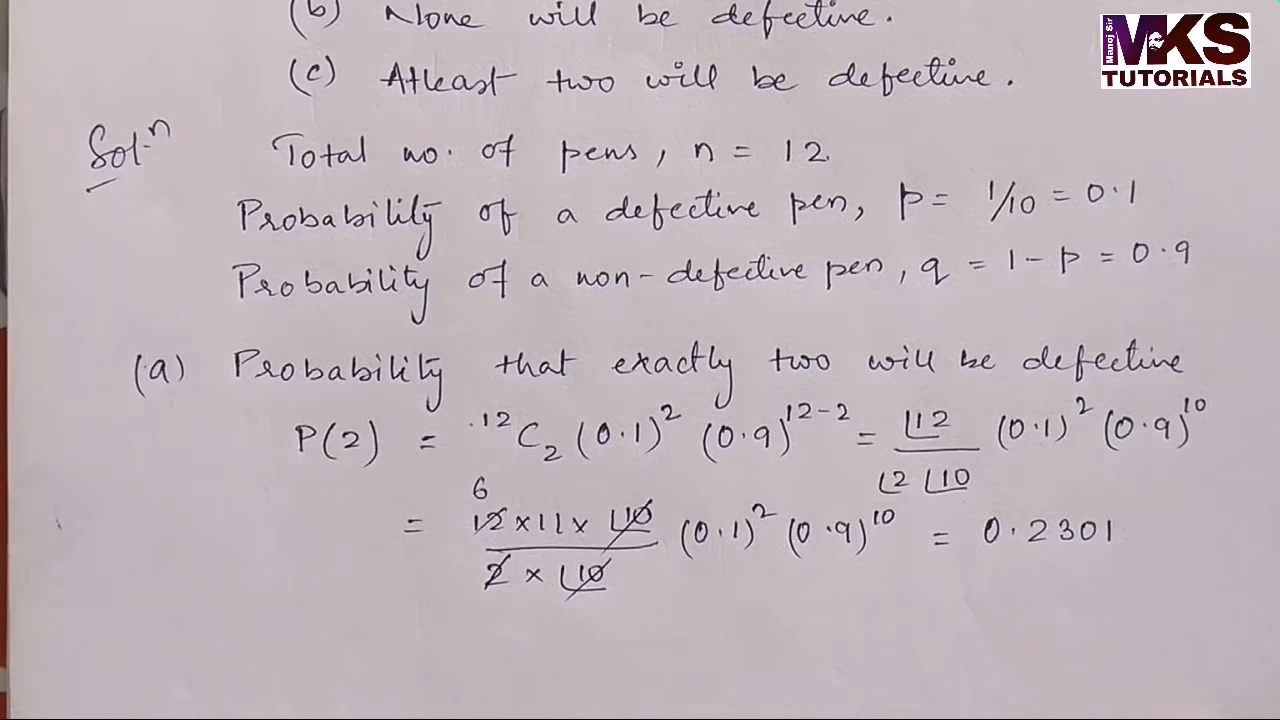 (b) None will be defective.
(c) Atleast two will be defective.
Manoj Sir
MKS
TUTORIALS
Sol.ⁿ Total no. of pens, n = 12
Probability of a defective pen, p = 1/10 = 0.1
Probability of a non-defective pen, q = 1 - p = 0.9
(a) Probability that exactly two will be defective
P(2) = ¹²C₂ (0.1)² (0.9)¹²⁻² = ⌊12 / ⌊2 ⌊10 (0.1)² (0.9)¹⁰
6
= 12 × 11 × ⌊10 / 2 × ⌊10 (0.1)² (0.9)¹⁰ = 0.2301